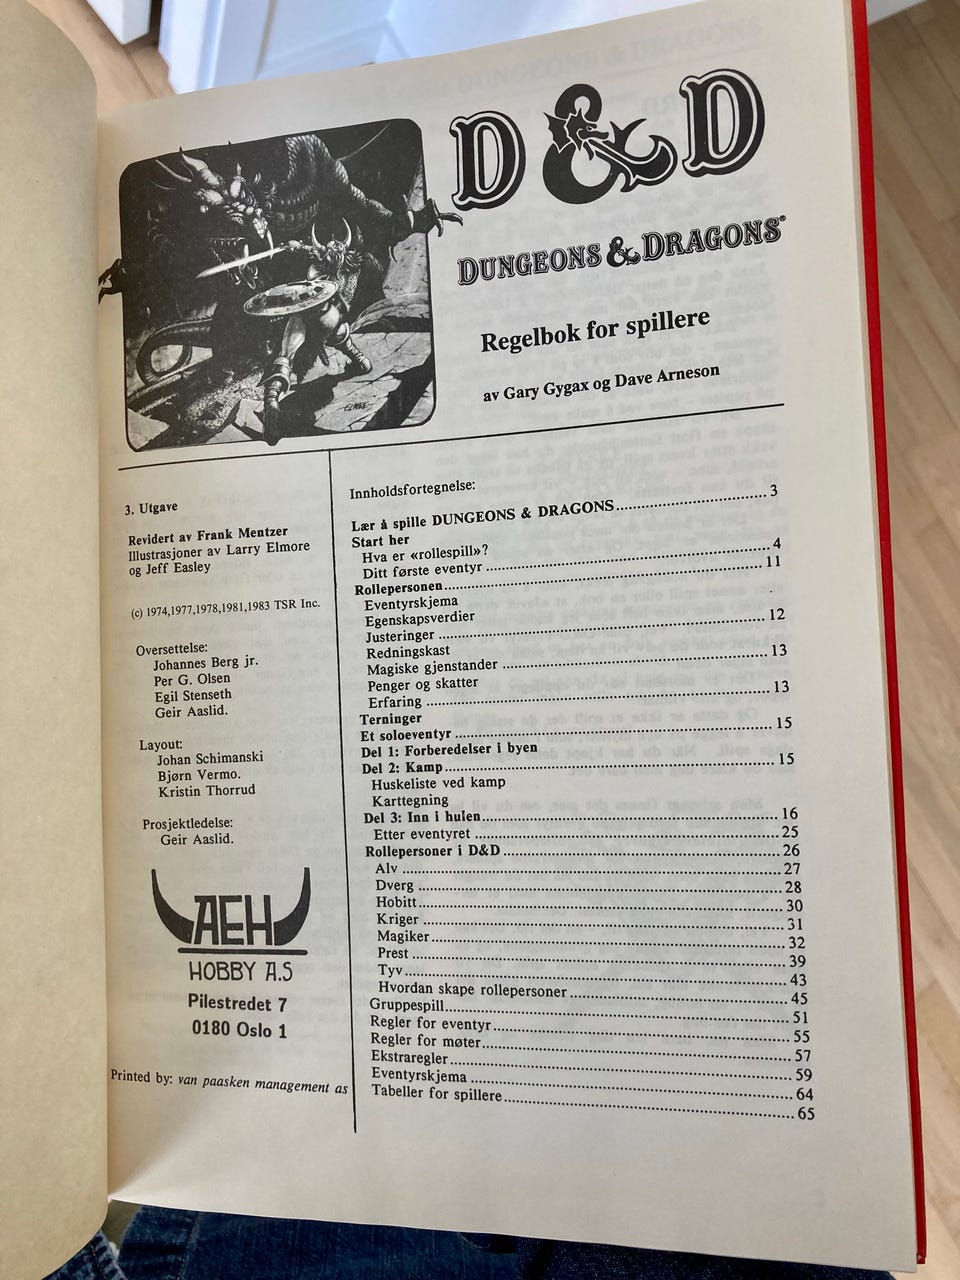 D&D
DUNGEONS & DRAGONS®
Regelbok for spillere
av Gary Gygax og Dave Arneson
ELMORE
3. Utgave
Revidert av Frank Mentzer
Illustrasjoner av Larry Elmore
og Jeff Easley
(c) 1974,1977,1978,1981,1983 TSR Inc.
Oversettelse:
Johannes Berg jr.
Per G. Olsen
Egil Stenseth
Geir Aaslid.
Layout:
Johan Schimanski
Bjørn Vermo.
Kristin Thorrud
Prosjektledelse:
Geir Aaslid.
AEH
HOBBY A.S
Pilestredet 7
0180 Oslo 1
Printed by: van paasken management as
Innholdsfortegnelse:
Lær å spille DUNGEONS & DRAGONS 3
Start her
Hva er «rollespill»?
Ditt første eventyr 4
Rollepersonen 11
Eventyrskjema
Egenskapsverdier
Justeringer 12
Redningskast
Magiske gjenstander 13
Penger og skatter
Erfaring 13
Terninger
Et soloeventyr 15
Del 1: Forberedelser i byen
Del 2: Kamp 15
Huskeliste ved kamp
Karttegning
Del 3: Inn i hulen 16
Etter eventyret 25
Rollepersoner i D&D 26
Alv 27
Dverg 28
Hobitt 30
Kriger 31
Magiker 32
Prest 39
Tyv 43
Hvordan skape rollepersoner 45
Gruppespill 51
Regler for eventyr 55
Regler for møter 57
Ekstraregler 59
Eventyrskjema 64
Tabeller for spillere 65